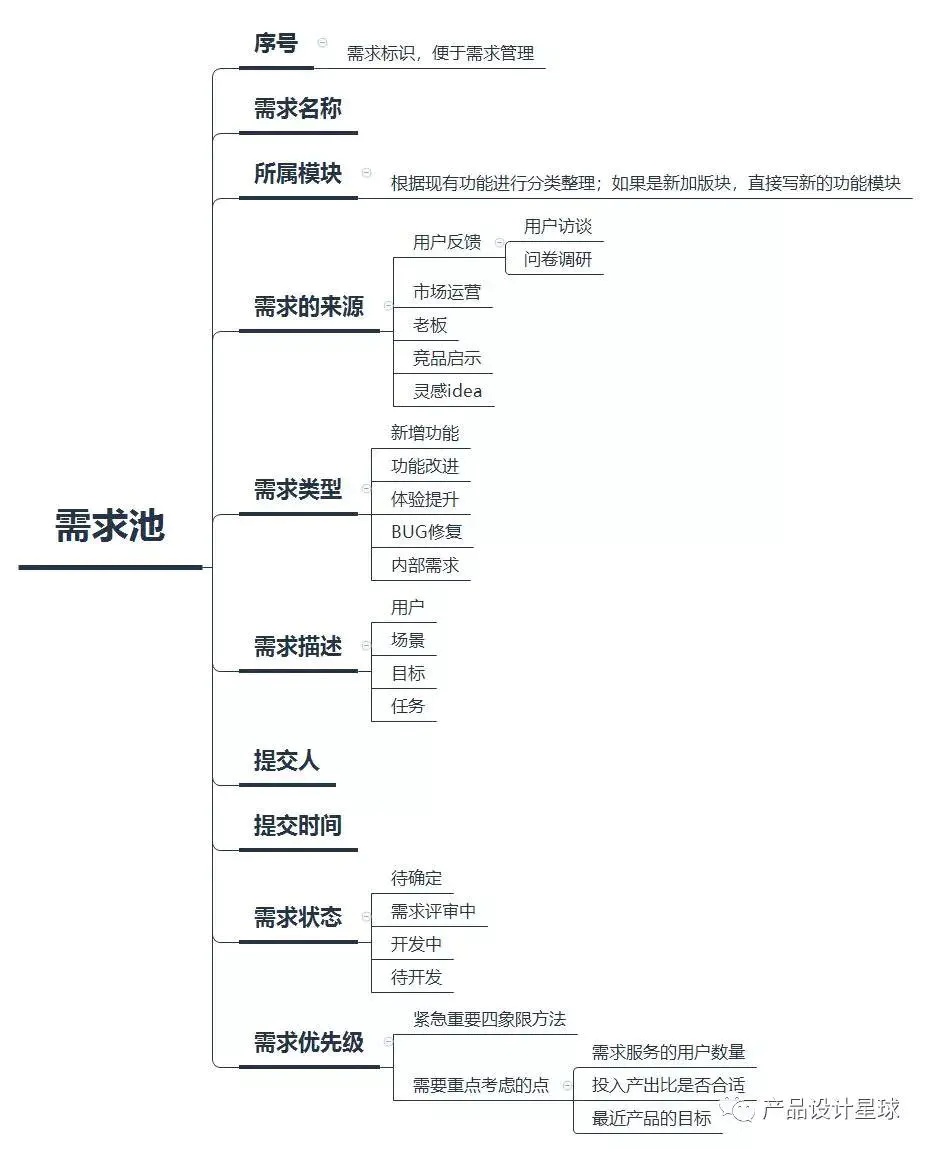 序号
需求标识，便于需求管理
需求名称
所属模块
根据现有功能进行分类整理；如果是新加版块，直接写新的功能模块
需求的来源
用户反馈
用户访谈
问卷调研
市场运营
老板
竞品启示
灵感idea
需求类型
新增功能
功能改进
体验提升
BUG修复
内部需求
需求池
需求描述
用户
场景
目标
任务
提交人
提交时间
需求状态
待确定
需求评审中
开发中
待开发
需求优先级
紧急重要四象限方法
需要重点考虑的点
需求服务的用户数量
投入产出比是否合适
最近产品的目标
产品设计星球